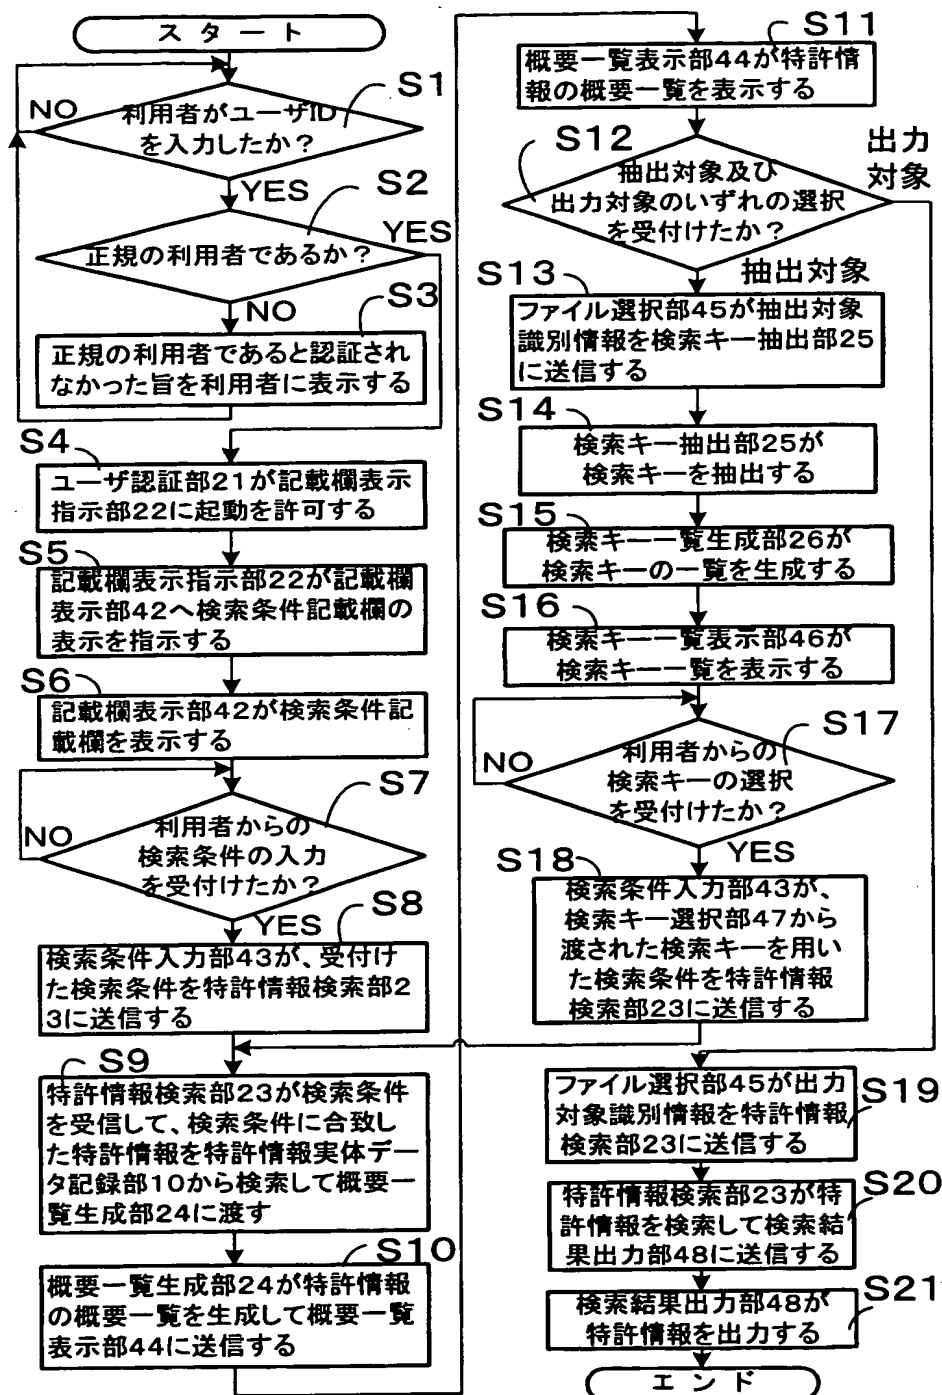 スタート
S1
NO
利用者がユーザID
を入力したか？
YES
S2
YES
正規の利用者であるか？
NO
S3
正規の利用者であると認証され
なかった旨を利用者に表示する
S4
ユーザ認証部21が記載欄表示
指示部22に起動を許可する
S5
記載欄表示指示部22が記載欄
表示部42へ検索条件記載欄の
表示を指示する
S6
記載欄表示部42が検索条件記
載欄を表示する
S7
NO
利用者からの
検索条件の入力
を受付けたか？
YES
S8
検索条件入力部43が、受付け
た検索条件を特許情報検索部2
3に送信する
S9
特許情報検索部23が検索条件
を受信して、検索条件に合致し
た特許情報を特許情報実体デー
タ記録部10から検索して概要一
覧生成部24に渡す
S10
概要一覧生成部24が特許情報
の概要一覧を生成して概要一覧
表示部44に送信する
S11
概要一覧表示部44が特許情
報の概要一覧を表示する
S12
出力
対象
抽出対象及び
出力対象のいずれの選択
を受付けたか？
抽出対象
S13
ファイル選択部45が抽出対象
識別情報を検索キー抽出部25
に送信する
S14
検索キー抽出部25が
検索キーを抽出する
S15
検索キー一覧生成部26が
検索キーの一覧を生成する
S16
検索キー一覧表示部46が
検索キー一覧を表示する
S17
NO
利用者からの
検索キーの選択
を受付けたか？
YES
S18
検索条件入力部43が、
検索キー選択部47から
渡された検索キーを用い
た検索条件を特許情報
検索部23に送信する
S19
ファイル選択部45が出力
対象識別情報を特許情報
検索部23に送信する
S20
特許情報検索部23が特
許情報を検索して検索結
果出力部48に送信する
S21
検索結果出力部48が
特許情報を出力する
エンド